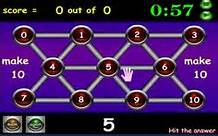 score = 0 out of 0 0:57
0 1 2 3
make 10
4 5 6
make 10
7 8 9 10
5
Hit the answer